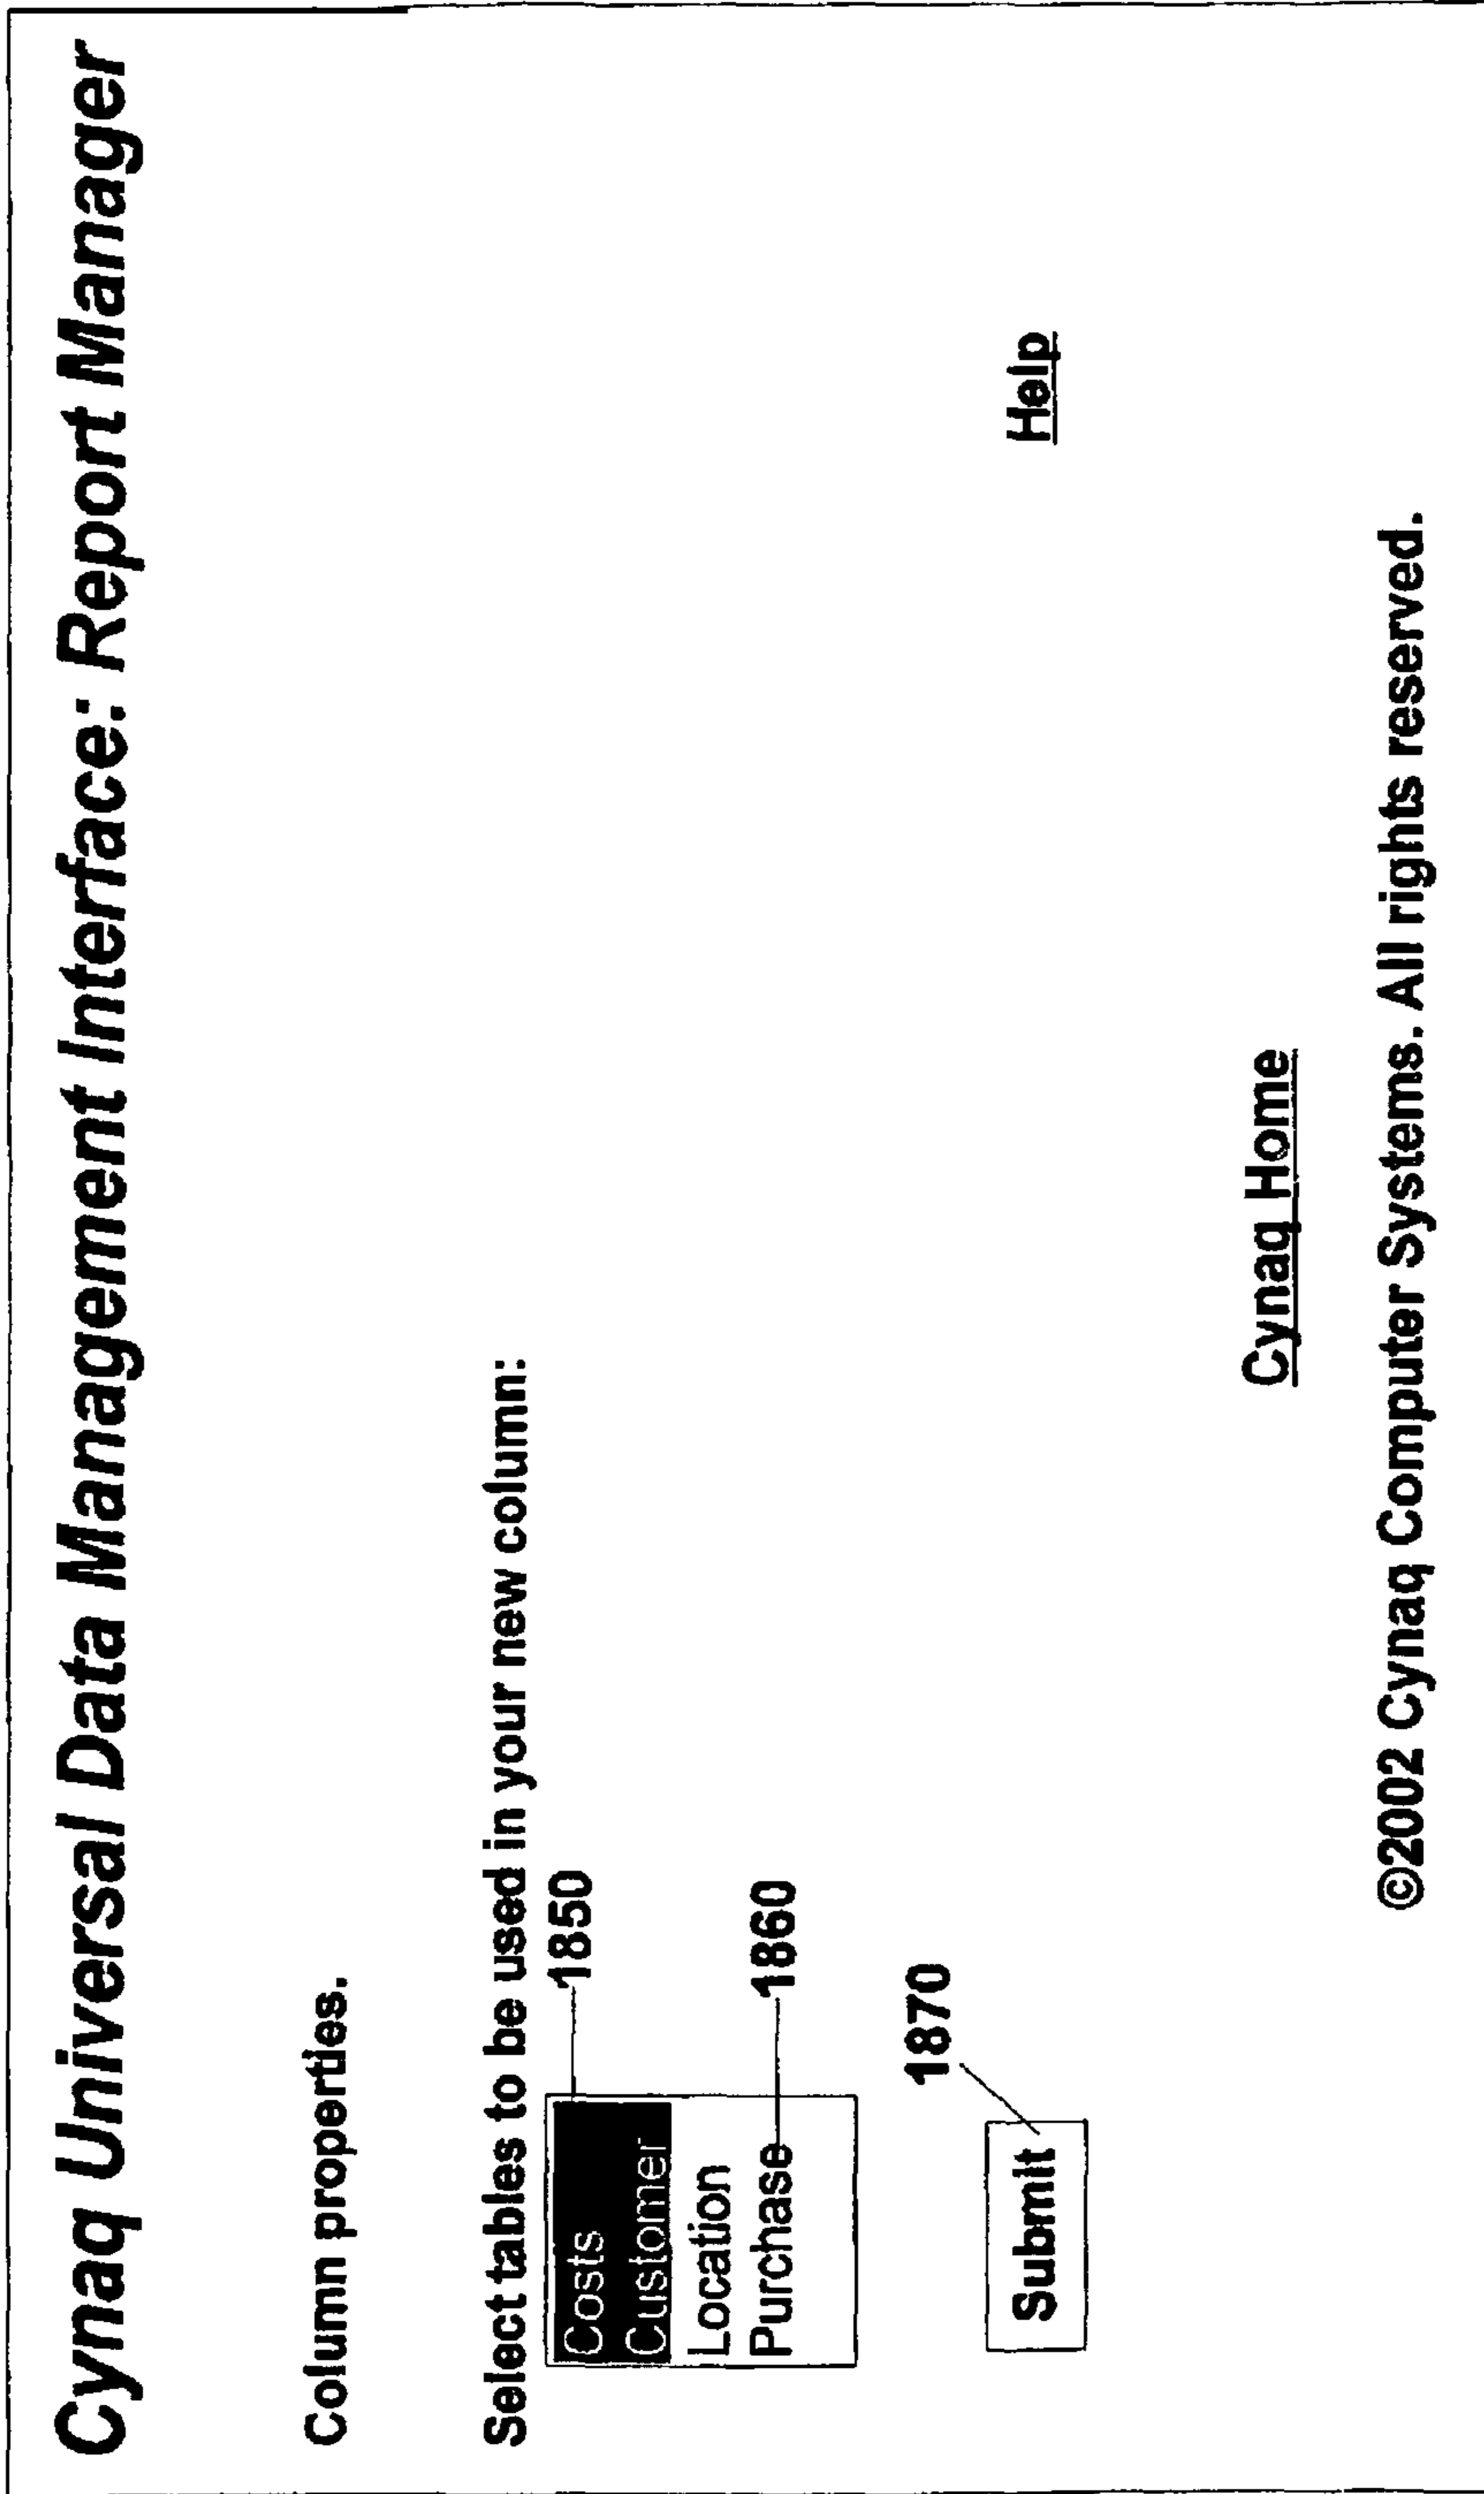 Cynaq Universal Data Management Interface: Report Manager
Column properties.
Select tables to be used in your new column:
Costs 1850
Customer
Location
Purchase 1860
1870
Submit
Help
Cynaq Home
©2002 Cynaq Computer Systems. All rights reserved.